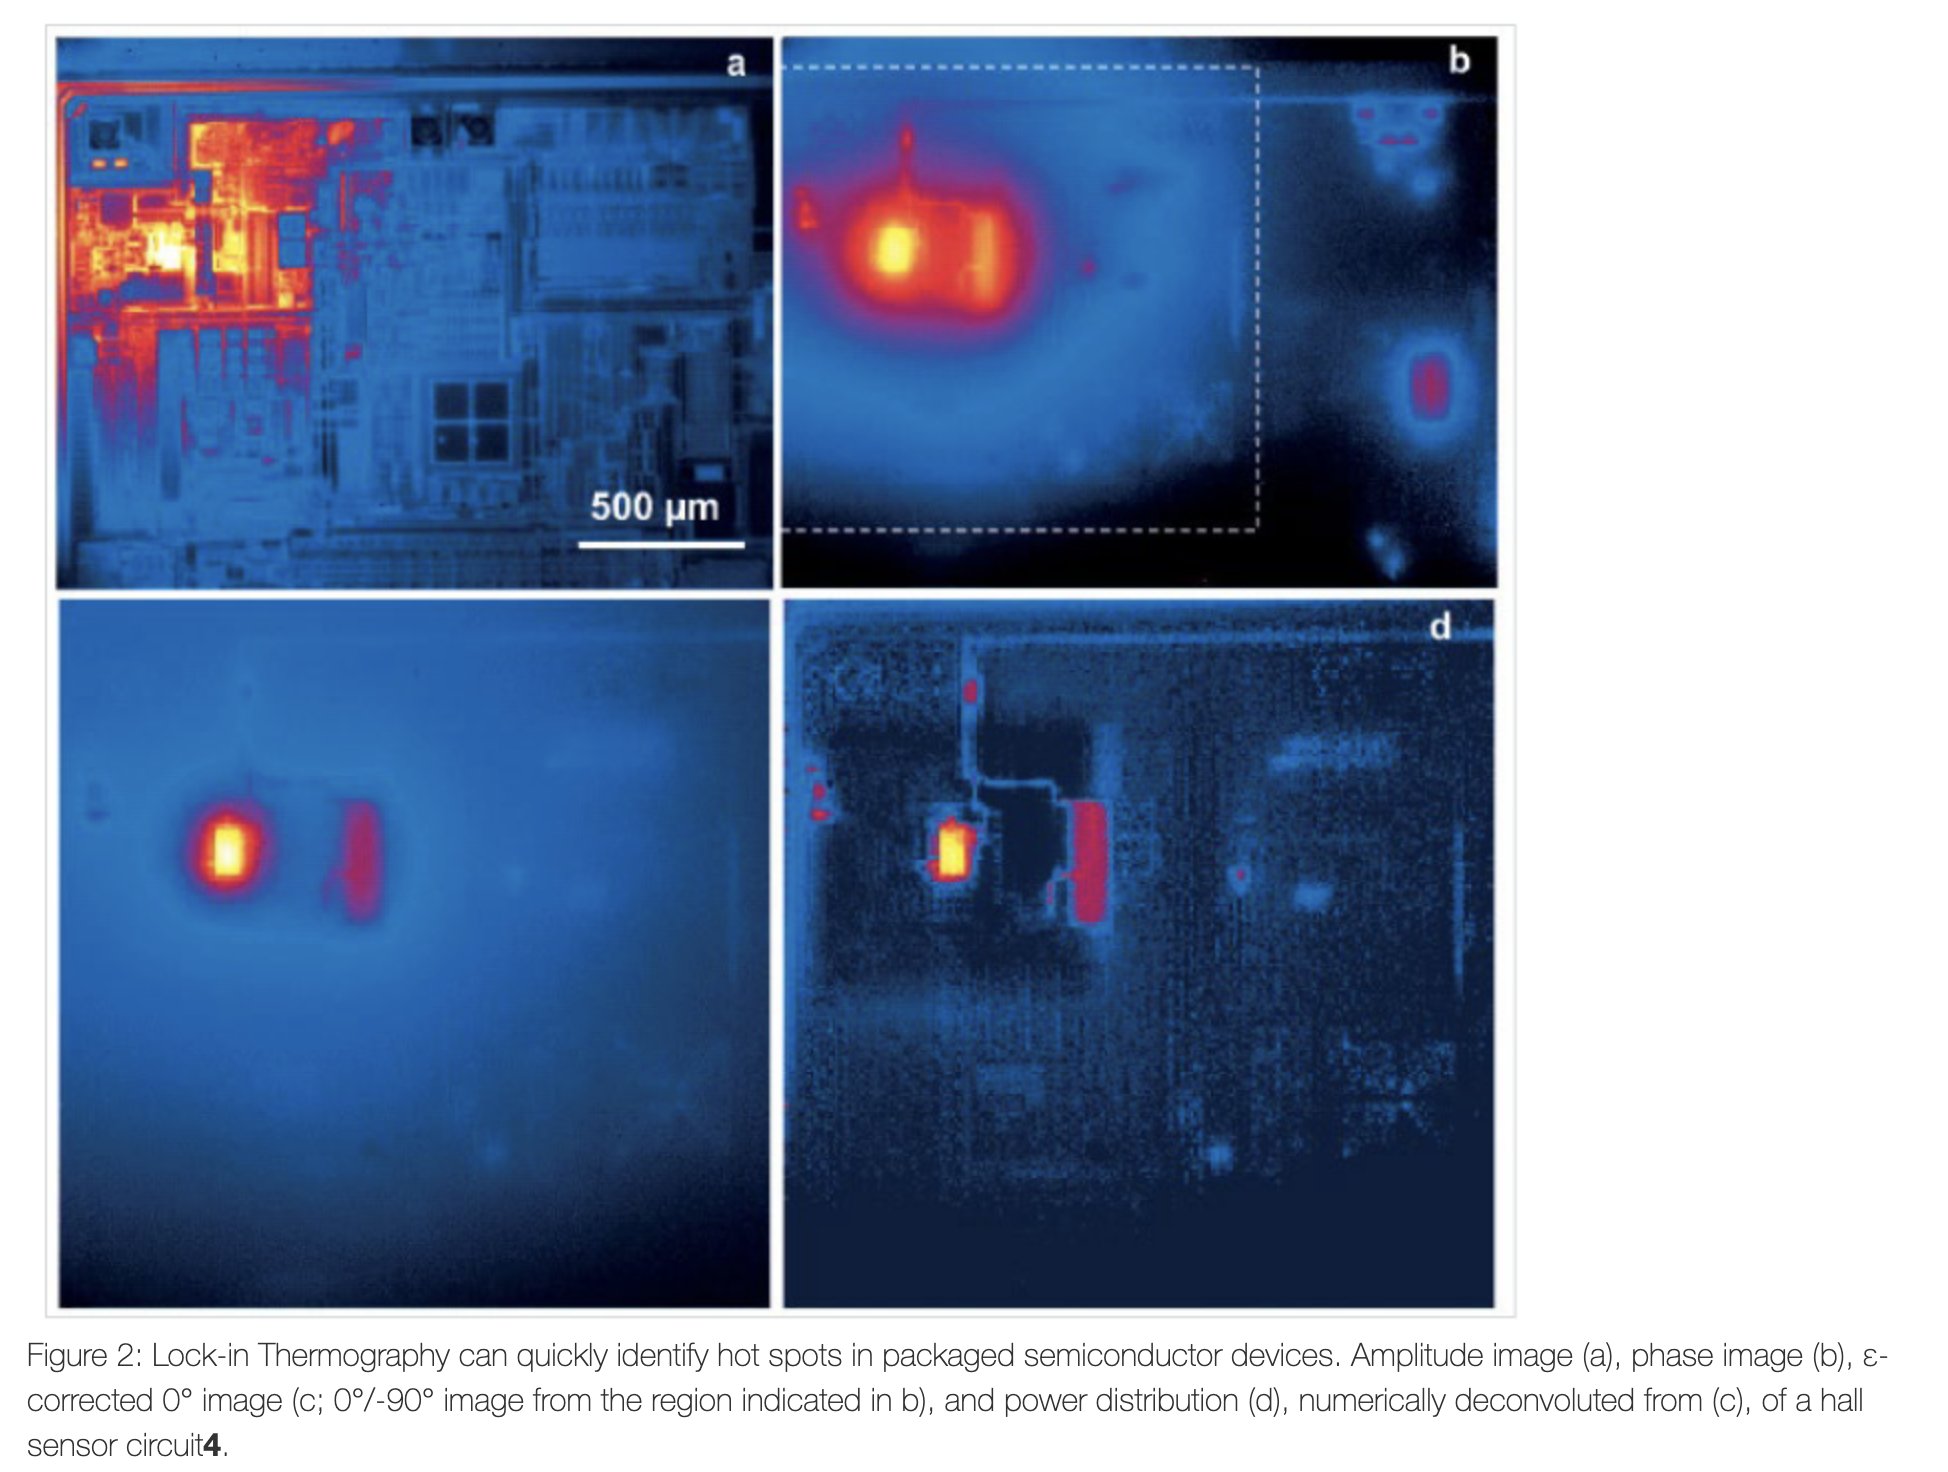 a
b
500 µm
d
Figure 2: Lock-in Thermography can quickly identify hot spots in packaged semiconductor devices. Amplitude image (a), phase image (b), ε-
corrected 0° image (c; 0°/-90° image from the region indicated in b), and power distribution (d), numerically deconvoluted from (c), of a hall
sensor circuit4.